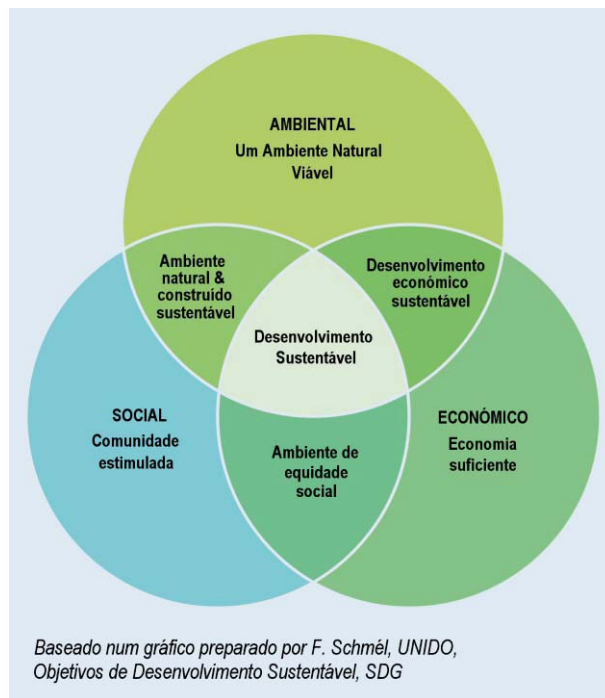 AMBIENTAL
Um Ambiente Natural
Viável
Ambiente
natural &
construído
sustentável
Desenvolvimento
económico
sustentável
Desenvolvimento
Sustentável
SOCIAL
Comunidade
estimulada
ECONÓMICO
Economia
suficiente
Ambiente de
equidade
social
Baseado num gráfico preparado por F. Schmél, UNIDO,
Objetivos de Desenvolvimento Sustentável, SDG